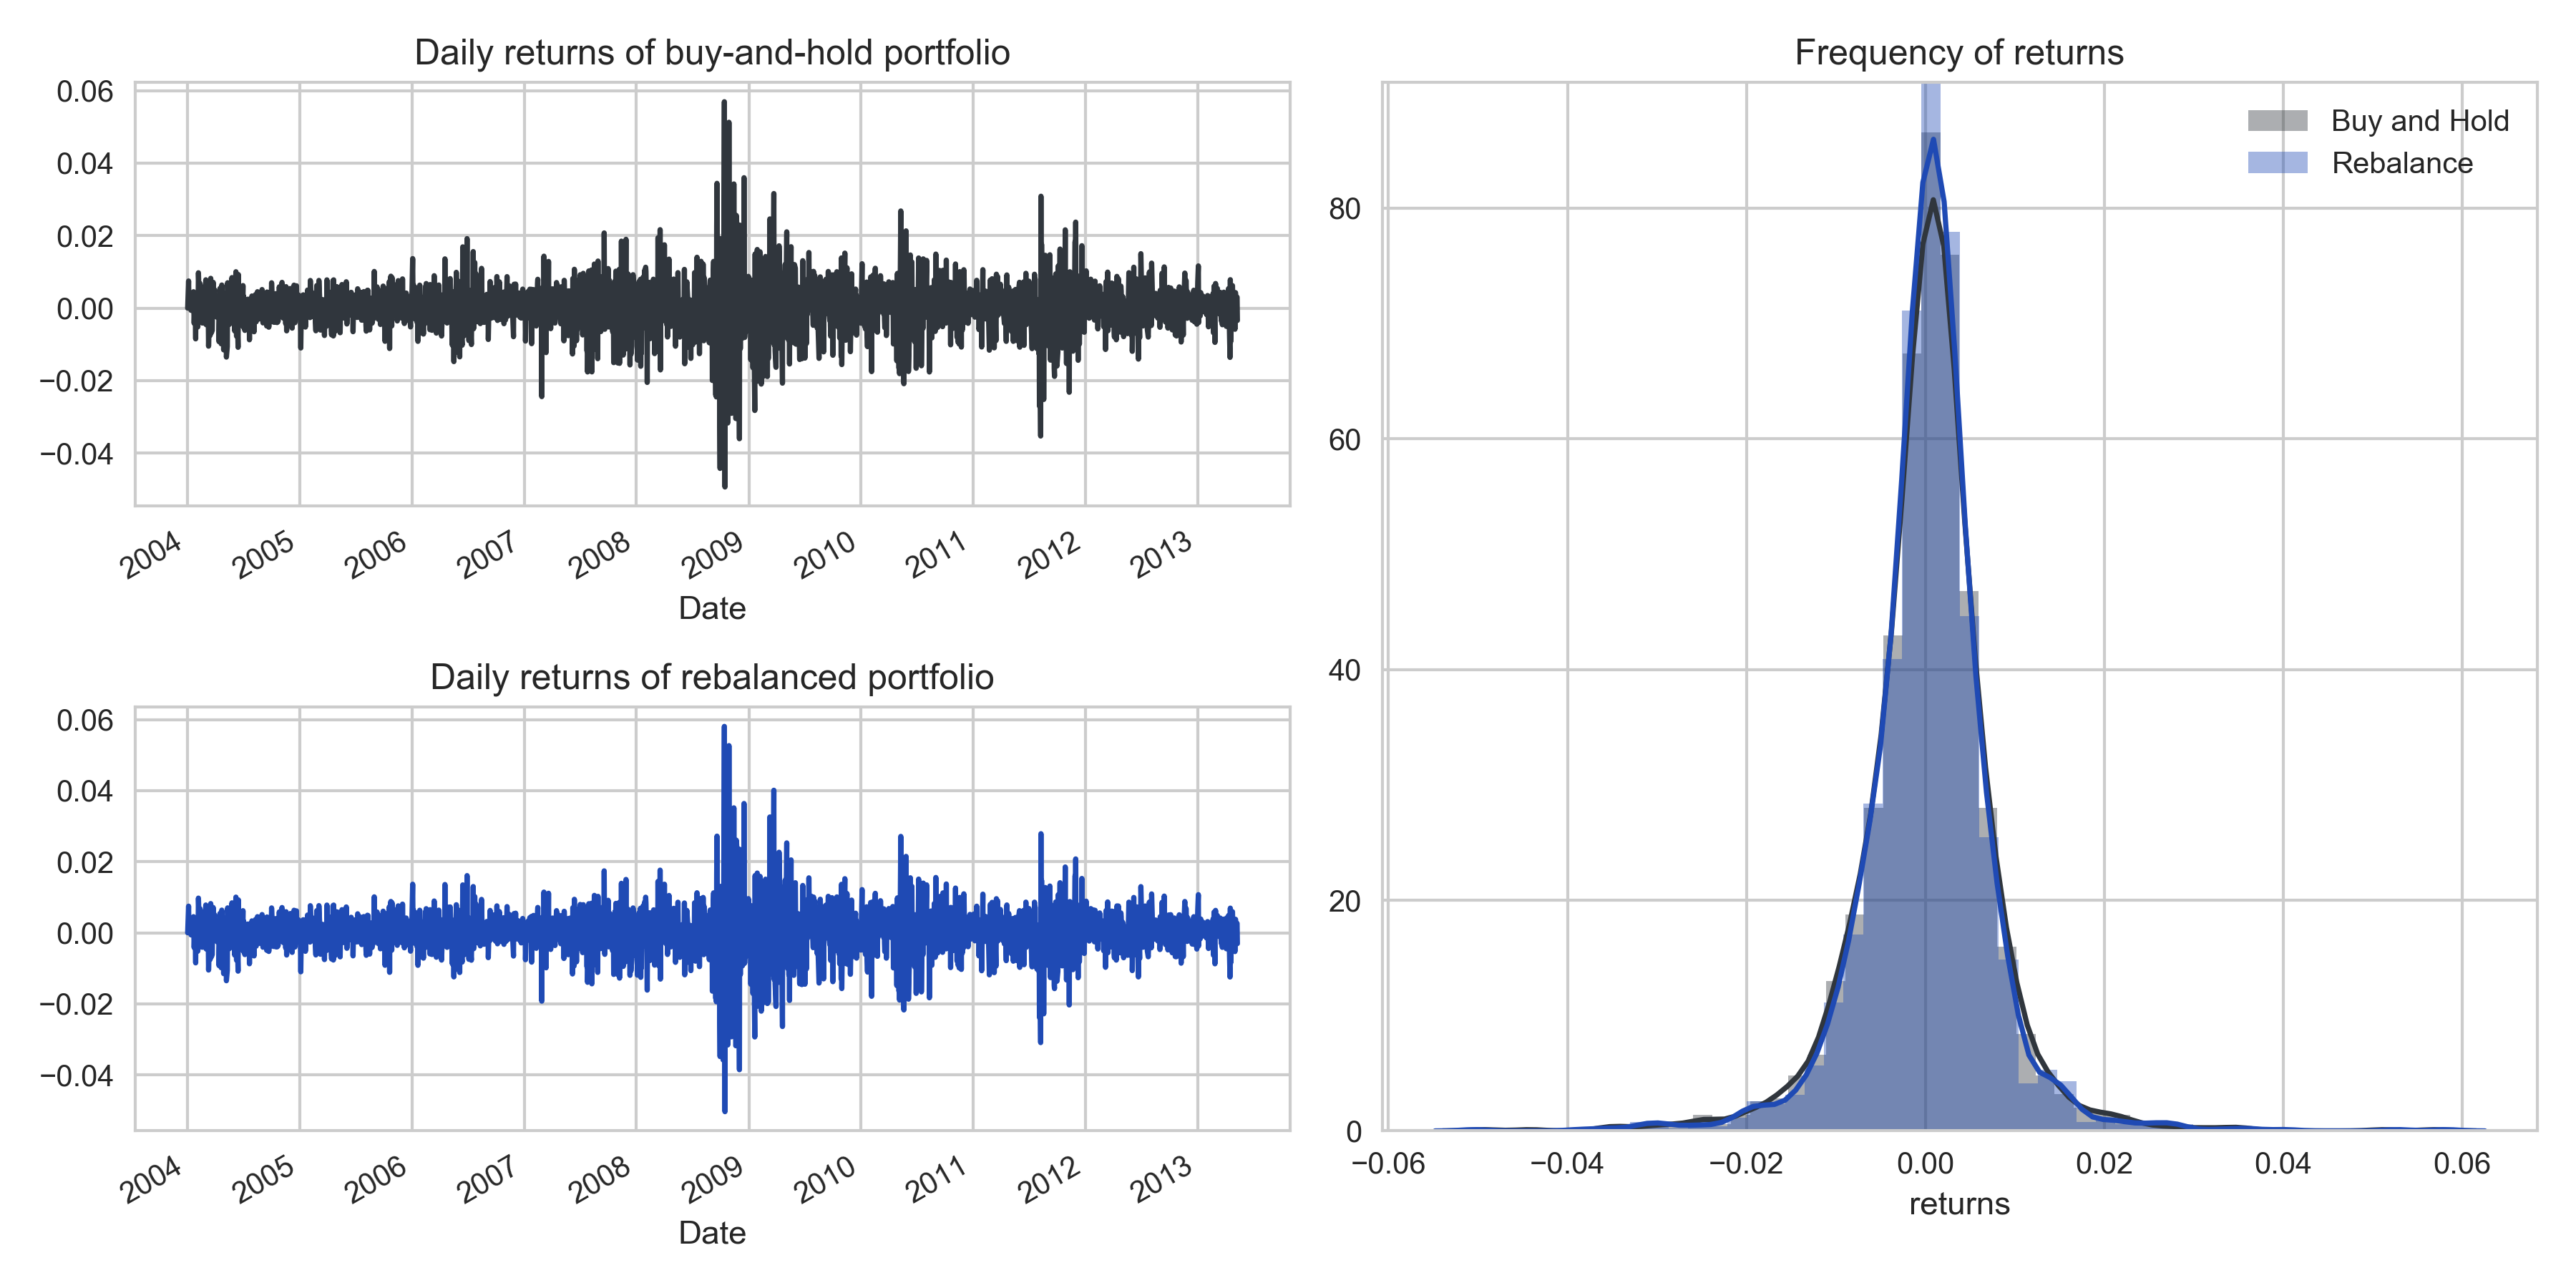 Daily returns of buy-and-hold portfolio
0.06
0.04
0.02
0.00
−0.02
−0.04
2004 2005 2006 2007 2008 2009 2010 2011 2012 2013
Date
Daily returns of rebalanced portfolio
0.06
0.04
0.02
0.00
−0.02
−0.04
2004 2005 2006 2007 2008 2009 2010 2011 2012 2013
Date
Frequency of returns
Buy and Hold
Rebalance
80
60
40
20
0
−0.06 −0.04 −0.02 0.00 0.02 0.04 0.06
returns